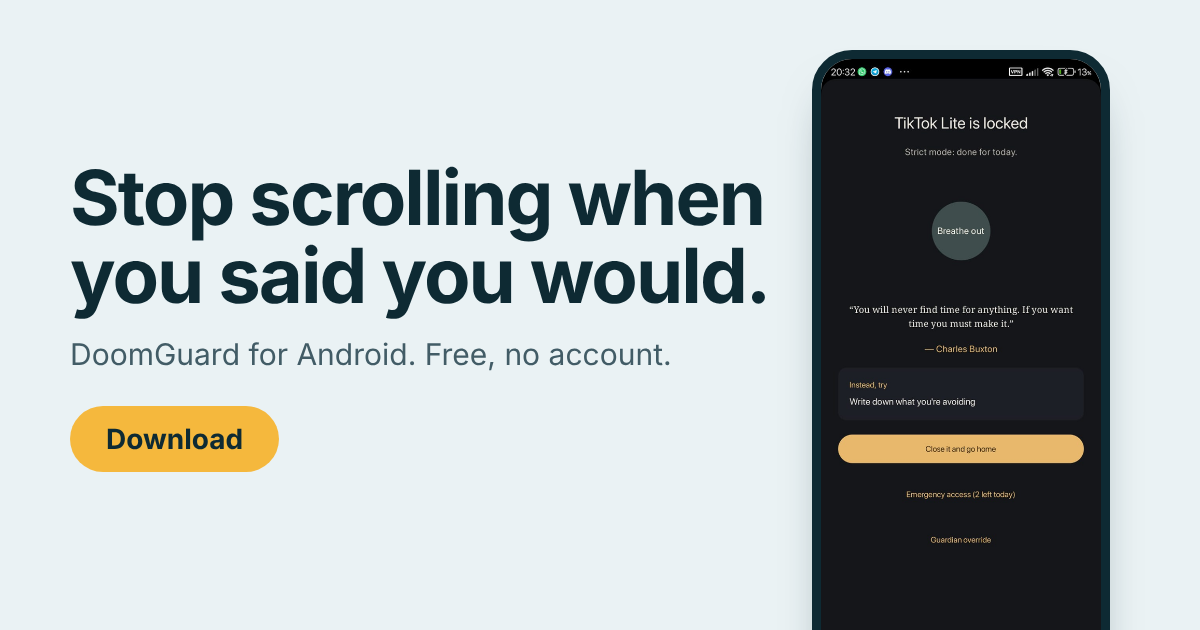 Stop scrolling when
you said you would.
DoomGuard for Android. Free, no account.
Download
20:32 ... VPN 13%
TikTok Lite is locked
Strict mode: done for today.
Breathe out
“You will never find time for anything. If you want
time you must make it.”
— Charles Buxton
Instead, try
Write down what you're avoiding
Close it and go home
Emergency access (2 left today)
Guardian override